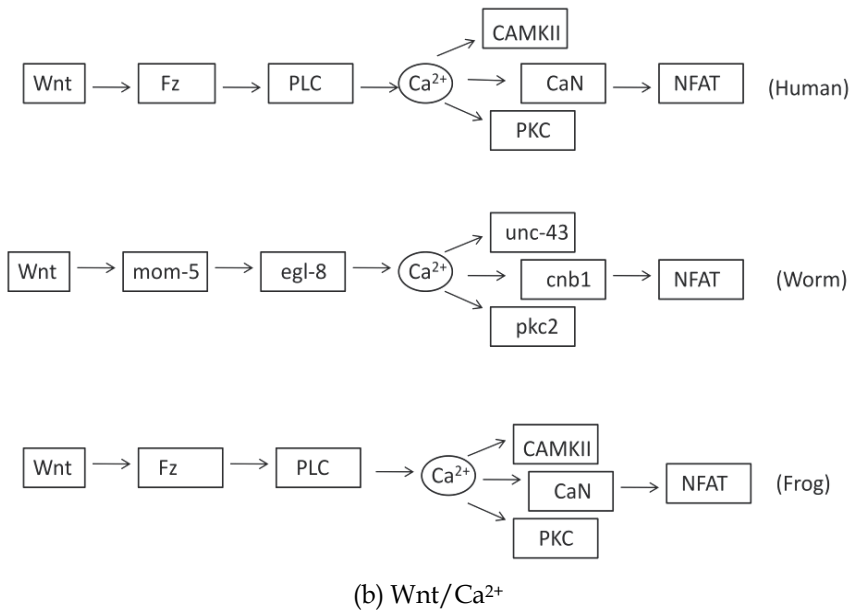 CAMKII
Wnt Fz PLC Ca²⁺ CaN NFAT (Human)
PKC
unc-43
Wnt mom-5 egl-8 Ca²⁺ cnb1 NFAT (Worm)
pkc2
CAMKII
Wnt Fz PLC Ca²⁺ CaN NFAT (Frog)
PKC
(b) Wnt/Ca²⁺